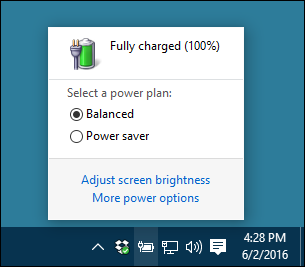 Fully charged (100%)
Select a power plan:
Balanced
Power saver
Adjust screen brightness
More power options
4:28 PM
6/2/2016